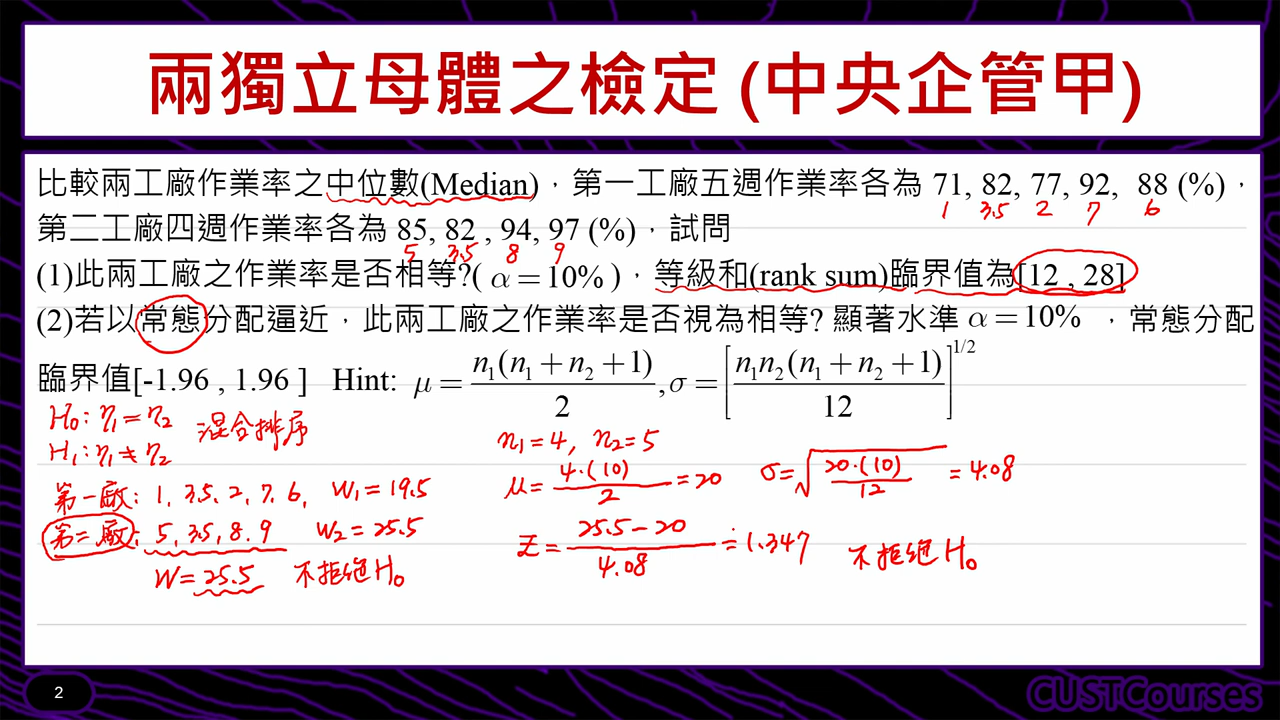 兩獨立母體之檢定 (中央企管甲)
比較兩工廠作業率之中位數(Median)，第一工廠五週作業率各為 71, 82, 77, 92, 88 (%)，
1 3.5 2 7 6
第二工廠四週作業率各為 85, 82 , 94, 97 (%)，試問
5 3.5 8 9
(1)此兩工廠之作業率是否相等?( α＝10% )，等級和(rank sum)臨界值為[12 , 28]
(2)若以常態分配逼近，此兩工廠之作業率是否視為相等? 顯著水準 α＝10% ，常態分配
臨界值[-1.96 , 1.96 ] Hint: μ = n₁(n₁ + n₂ + 1) / 2 , σ = [n₁n₂(n₁ + n₂ + 1) / 12]^1/2
H₀: η₁ = η₂ 混合排序
H₁: η₁ ≠ η₂
第一廠: 1, 3.5, 2, 7, 6, W₁ = 19.5
第二廠: 5, 3.5, 8, 9 W₂ = 25.5
W = 25.5 不拒絕 H₀
n₁ = 4, n₂ = 5
μ = 4·(10) / 2 = 20 σ = √(20·(10) / 12) = 4.08
Z = 25.5 − 20 / 4.08 ≒ 1.347 不拒絕 H₀
2
CUSTCourses